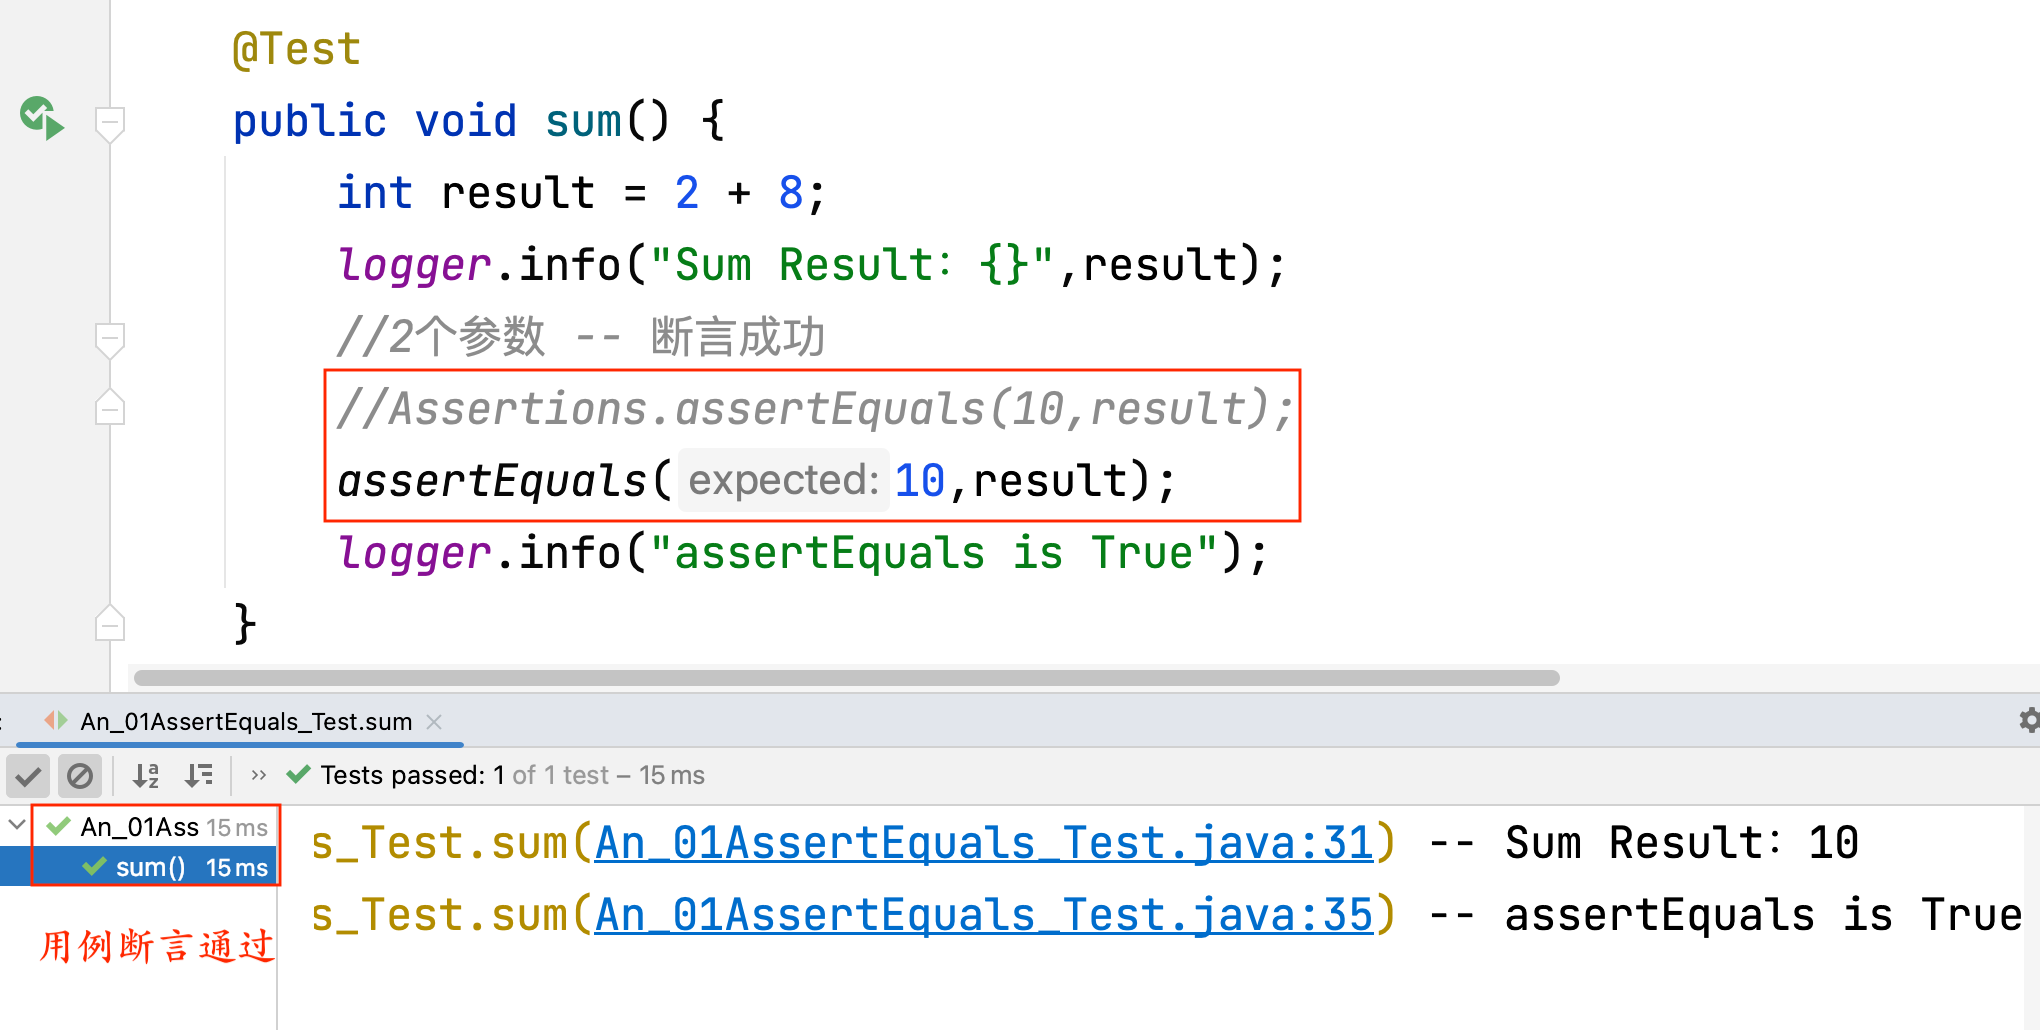 @Test
public void sum() {
int result = 2 + 8;
logger.info("Sum Result: {}",result);
//2个参数 -- 断言成功
//Assertions.assertEquals(10,result);
assertEquals( expected: 10,result);
logger.info("assertEquals is True");
}
: An_01AssertEquals_Test.sum
Tests passed: 1 of 1 test – 15 ms
An_01Ass 15 ms
sum() 15 ms
s_Test.sum(An_01AssertEquals_Test.java:31) -- Sum Result: 10
s_Test.sum(An_01AssertEquals_Test.java:35) -- assertEquals is True
用例断言通过